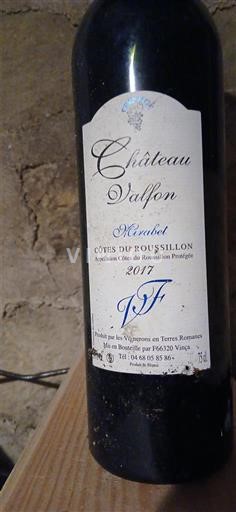 Château
Valfon
Mirabet
CÔTES DU ROUSSILLON
Appellation Côtes du Roussillon Protégée
2017
VF
Produit par les Vignerons en Terres Romanes
Mis en Bouteille par F66320 Vinça
Tél : 04 68 05 85 86
75 cl
Produit de France